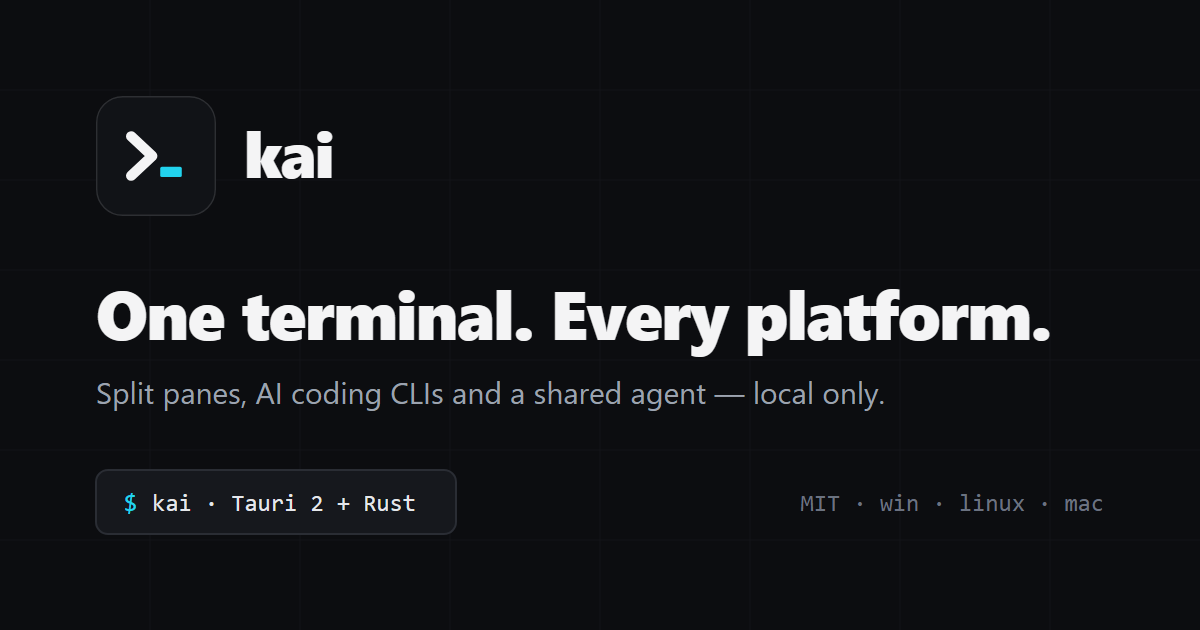 kai
One terminal. Every platform.
Split panes, AI coding CLIs and a shared agent — local only.
$ kai · Tauri 2 + Rust
MIT · win · linux · mac